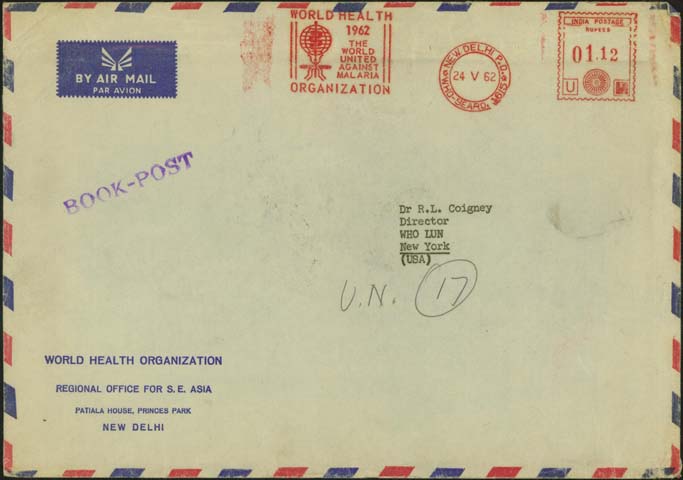 WORLD HEALTH
1962
THE
WORLD
UNITED
AGAINST
MALARIA
ORGANIZATION
NEW DELHI P.O.
24 V 62
INDIA POSTAGE
RUPEES
01.12
U
BY AIR MAIL
PAR AVION
BOOK-POST
Dr R.L. Coigney
Director
WHO LUN
New York
(USA)
U.N. 17
WORLD HEALTH ORGANIZATION
REGIONAL OFFICE FOR S. E. ASIA
PATIALA HOUSE, PRINCES PARK
NEW DELHI